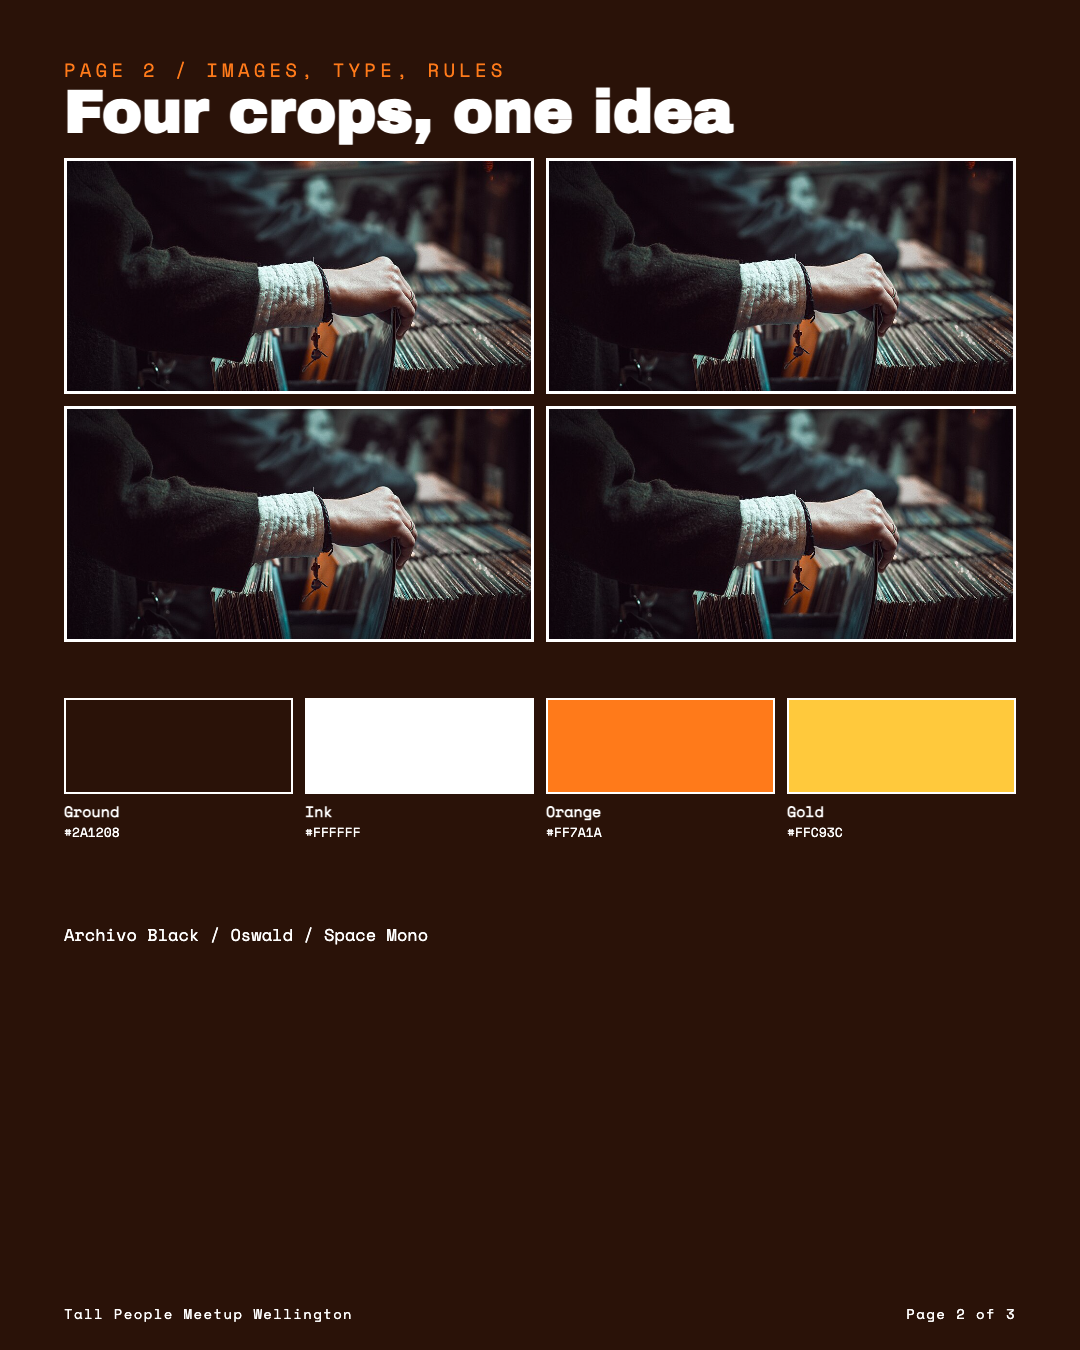 PAGE 2 / IMAGES, TYPE, RULES
Four crops, one idea
Ground
#2A1208
Ink
#FFFFFF
Orange
#FF7A1A
Gold
#FFC93C
Archivo Black / Oswald / Space Mono
Tall People Meetup Wellington
Page 2 of 3